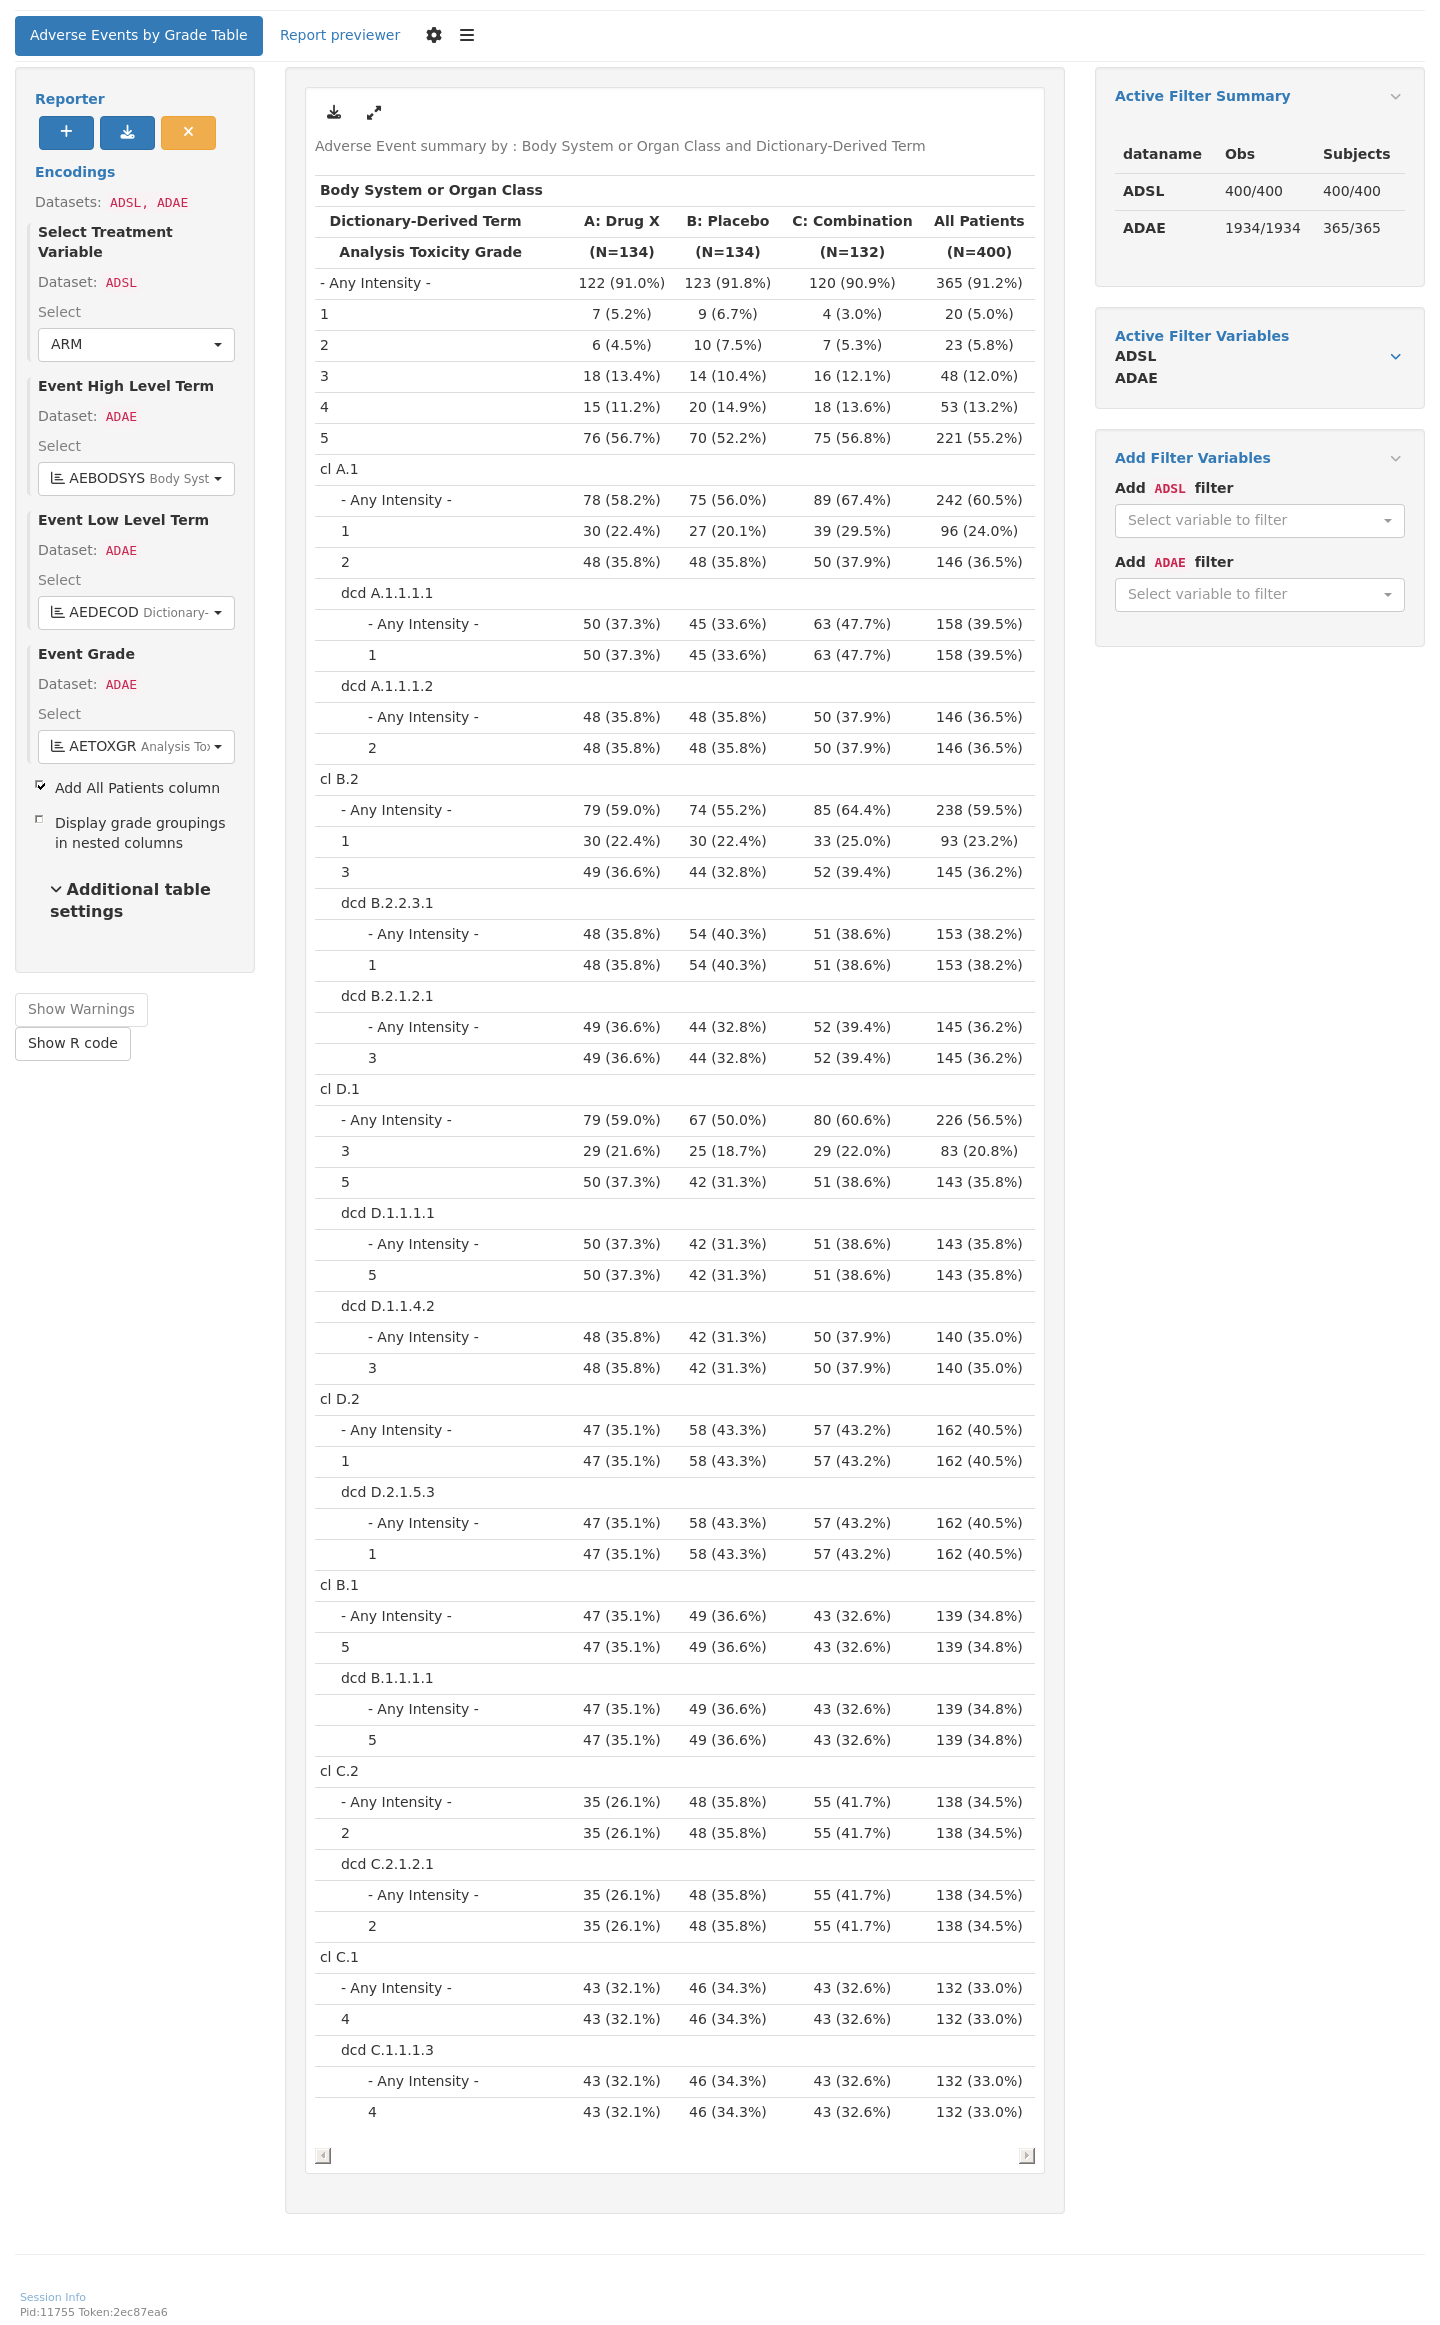 Adverse Events by Grade Table
Report previewer
Reporter
Encodings
Datasets: ADSL, ADAE
Select Treatment
Variable
Dataset: ADSL
Select
ARM
Event High Level Term
Dataset: ADAE
Select
AEBODSYS Body Syst
Event Low Level Term
Dataset: ADAE
Select
AEDECOD Dictionary-
Event Grade
Dataset: ADAE
Select
AETOXGR Analysis Tox
Add All Patients column
Display grade groupings
in nested columns
Additional table
settings
Show Warnings
Show R code
Adverse Event summary by : Body System or Organ Class and Dictionary-Derived Term
Body System or Organ Class
Dictionary-Derived Term A: Drug X B: Placebo C: Combination All Patients
Analysis Toxicity Grade (N=134) (N=134) (N=132) (N=400)
- Any Intensity - 122 (91.0%) 123 (91.8%) 120 (90.9%) 365 (91.2%)
1 7 (5.2%) 9 (6.7%) 4 (3.0%) 20 (5.0%)
2 6 (4.5%) 10 (7.5%) 7 (5.3%) 23 (5.8%)
3 18 (13.4%) 14 (10.4%) 16 (12.1%) 48 (12.0%)
4 15 (11.2%) 20 (14.9%) 18 (13.6%) 53 (13.2%)
5 76 (56.7%) 70 (52.2%) 75 (56.8%) 221 (55.2%)
cl A.1
- Any Intensity - 78 (58.2%) 75 (56.0%) 89 (67.4%) 242 (60.5%)
1 30 (22.4%) 27 (20.1%) 39 (29.5%) 96 (24.0%)
2 48 (35.8%) 48 (35.8%) 50 (37.9%) 146 (36.5%)
dcd A.1.1.1.1
- Any Intensity - 50 (37.3%) 45 (33.6%) 63 (47.7%) 158 (39.5%)
1 50 (37.3%) 45 (33.6%) 63 (47.7%) 158 (39.5%)
dcd A.1.1.1.2
- Any Intensity - 48 (35.8%) 48 (35.8%) 50 (37.9%) 146 (36.5%)
2 48 (35.8%) 48 (35.8%) 50 (37.9%) 146 (36.5%)
cl B.2
- Any Intensity - 79 (59.0%) 74 (55.2%) 85 (64.4%) 238 (59.5%)
1 30 (22.4%) 30 (22.4%) 33 (25.0%) 93 (23.2%)
3 49 (36.6%) 44 (32.8%) 52 (39.4%) 145 (36.2%)
dcd B.2.2.3.1
- Any Intensity - 48 (35.8%) 54 (40.3%) 51 (38.6%) 153 (38.2%)
1 48 (35.8%) 54 (40.3%) 51 (38.6%) 153 (38.2%)
dcd B.2.1.2.1
- Any Intensity - 49 (36.6%) 44 (32.8%) 52 (39.4%) 145 (36.2%)
3 49 (36.6%) 44 (32.8%) 52 (39.4%) 145 (36.2%)
cl D.1
- Any Intensity - 79 (59.0%) 67 (50.0%) 80 (60.6%) 226 (56.5%)
3 29 (21.6%) 25 (18.7%) 29 (22.0%) 83 (20.8%)
5 50 (37.3%) 42 (31.3%) 51 (38.6%) 143 (35.8%)
dcd D.1.1.1.1
- Any Intensity - 50 (37.3%) 42 (31.3%) 51 (38.6%) 143 (35.8%)
5 50 (37.3%) 42 (31.3%) 51 (38.6%) 143 (35.8%)
dcd D.1.1.4.2
- Any Intensity - 48 (35.8%) 42 (31.3%) 50 (37.9%) 140 (35.0%)
3 48 (35.8%) 42 (31.3%) 50 (37.9%) 140 (35.0%)
cl D.2
- Any Intensity - 47 (35.1%) 58 (43.3%) 57 (43.2%) 162 (40.5%)
1 47 (35.1%) 58 (43.3%) 57 (43.2%) 162 (40.5%)
dcd D.2.1.5.3
- Any Intensity - 47 (35.1%) 58 (43.3%) 57 (43.2%) 162 (40.5%)
1 47 (35.1%) 58 (43.3%) 57 (43.2%) 162 (40.5%)
cl B.1
- Any Intensity - 47 (35.1%) 49 (36.6%) 43 (32.6%) 139 (34.8%)
5 47 (35.1%) 49 (36.6%) 43 (32.6%) 139 (34.8%)
dcd B.1.1.1.1
- Any Intensity - 47 (35.1%) 49 (36.6%) 43 (32.6%) 139 (34.8%)
5 47 (35.1%) 49 (36.6%) 43 (32.6%) 139 (34.8%)
cl C.2
- Any Intensity - 35 (26.1%) 48 (35.8%) 55 (41.7%) 138 (34.5%)
2 35 (26.1%) 48 (35.8%) 55 (41.7%) 138 (34.5%)
dcd C.2.1.2.1
- Any Intensity - 35 (26.1%) 48 (35.8%) 55 (41.7%) 138 (34.5%)
2 35 (26.1%) 48 (35.8%) 55 (41.7%) 138 (34.5%)
cl C.1
- Any Intensity - 43 (32.1%) 46 (34.3%) 43 (32.6%) 132 (33.0%)
4 43 (32.1%) 46 (34.3%) 43 (32.6%) 132 (33.0%)
dcd C.1.1.1.3
- Any Intensity - 43 (32.1%) 46 (34.3%) 43 (32.6%) 132 (33.0%)
4 43 (32.1%) 46 (34.3%) 43 (32.6%) 132 (33.0%)
Active Filter Summary
dataname Obs Subjects
ADSL 400/400 400/400
ADAE 1934/1934 365/365
Active Filter Variables
ADSL
ADAE
Add Filter Variables
Add ADSL filter
Select variable to filter
Add ADAE filter
Select variable to filter
Session Info
Pid:11755 Token:2ec87ea6